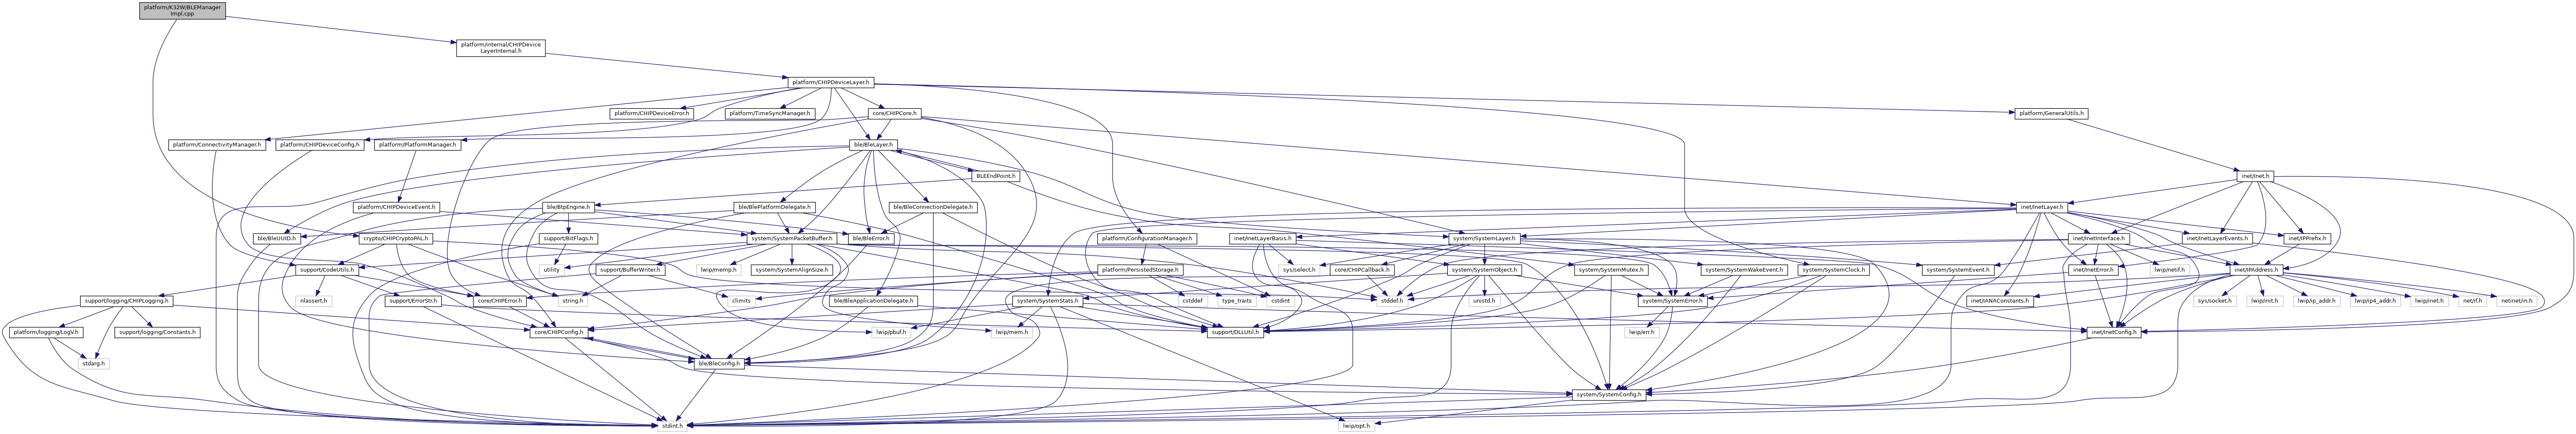 platform/K32W/BLEManager
Impl.cpp
platform/internal/CHIPDevice
LayerInternal.h
platform/CHIPDeviceLayer.h
platform/CHIPDeviceError.h
platform/TimeSyncManager.h
core/CHIPCore.h
platform/GeneralUtils.h
platform/ConnectivityManager.h
platform/CHIPDeviceConfig.h
platform/PlatformManager.h
ble/BleLayer.h
BLEEndPoint.h
inet/Inet.h
platform/CHIPDeviceEvent.h
ble/BtpEngine.h
ble/BlePlatformDelegate.h
ble/BleConnectionDelegate.h
inet/InetLayer.h
ble/BleUUID.h
crypto/CHIPCryptoPAL.h
support/BitFlags.h
system/SystemPacketBuffer.h
ble/BleError.h
platform/ConfigurationManager.h
inet/InetLayerBasis.h
system/SystemLayer.h
inet/InetInterface.h
inet/InetLayerEvents.h
inet/IPPrefix.h
support/CodeUtils.h
utility
support/BufferWriter.h
lwip/memp.h
system/SystemAlignSize.h
platform/PersistedStorage.h
sys/select.h
core/CHIPCallback.h
system/SystemObject.h
system/SystemMutex.h
system/SystemWakeEvent.h
system/SystemClock.h
system/SystemEvent.h
inet/InetError.h
lwip/netif.h
inet/IPAddress.h
support/logging/CHIPLogging.h
nlassert.h
support/ErrorStr.h
core/CHIPError.h
string.h
climits
ble/BleApplicationDelegate.h
system/SystemStats.h
cstddef
type_traits
cstdint
stddef.h
unistd.h
system/SystemError.h
inet/IANAConstants.h
sys/socket.h
lwip/init.h
lwip/ip_addr.h
lwip/ip4_addr.h
lwip/inet.h
net/if.h
netinet/in.h
platform/logging/LogV.h
support/logging/Constants.h
core/CHIPConfig.h
lwip/pbuf.h
lwip/mem.h
support/DLLUtil.h
lwip/err.h
inet/InetConfig.h
stdarg.h
ble/BleConfig.h
system/SystemConfig.h
stdint.h
lwip/opt.h